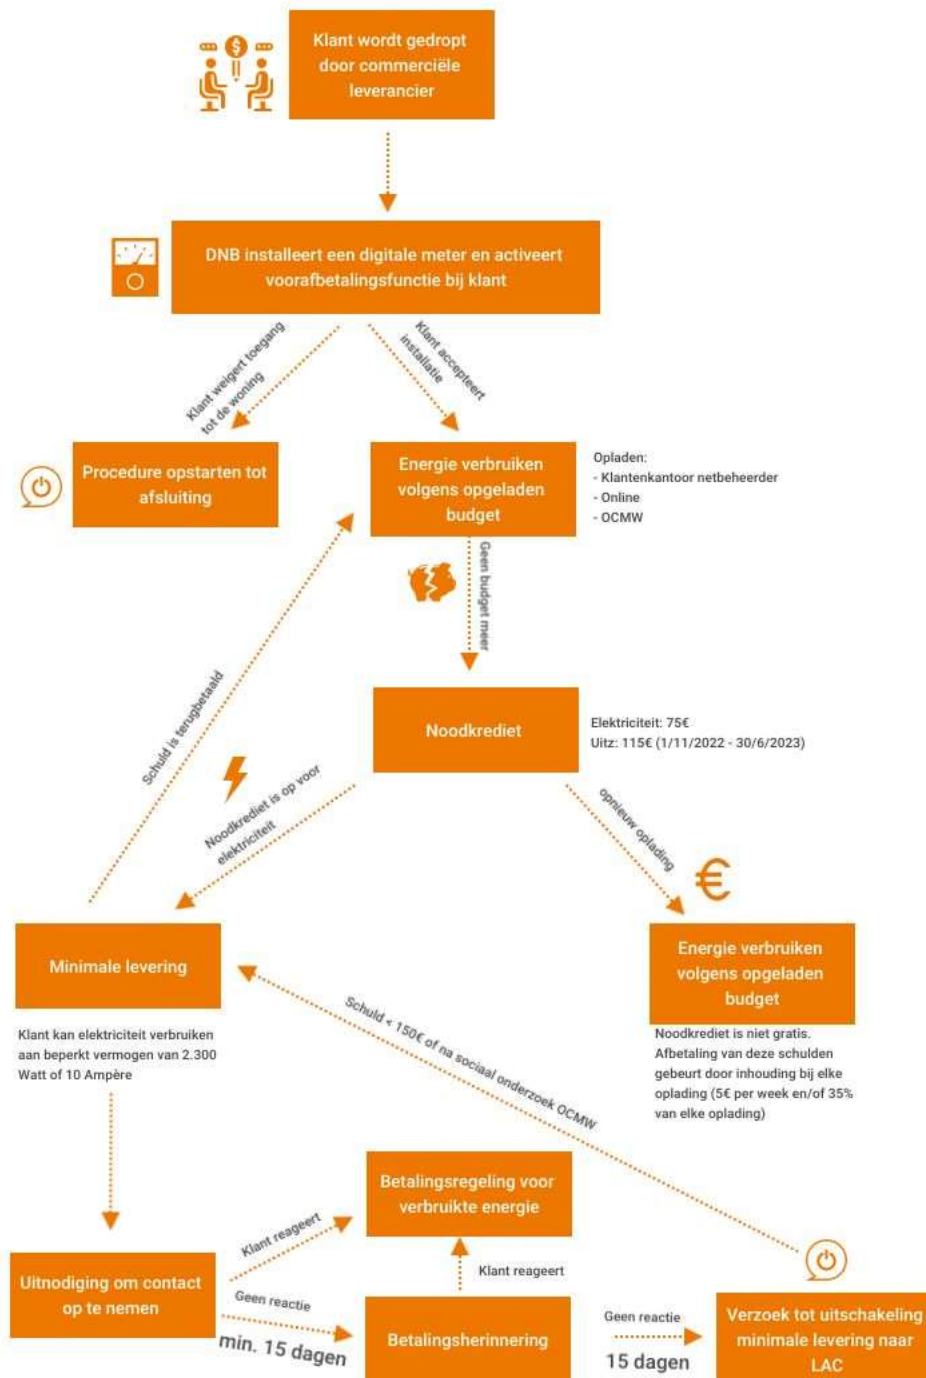 Klant wordt gedropt
door commerciële
leverancier
DNB installeert een digitale meter en activeert
voorafbetalingsfunctie bij klant
Klant weigert toegang
tot de woning
Klant accepteert
installatie
Procedure opstarten tot
afsluiting
Energie verbruiken
volgens opgeladen
budget
Opladen:
- Klantenkantoor netbeheerder
- Online
- OCMW
Geen budget meer
Schuld is terugbetaald
Noodkrediet
Elektriciteit: 75€
Uitz: 115€ (1/11/2022 - 30/6/2023)
Noodkrediet is op voor
elektriciteit
opnieuw oplading
€
Minimale levering
Klant kan elektriciteit verbruiken
aan beperkt vermogen van 2.300
Watt of 10 Ampère
Energie verbruiken
volgens opgeladen
budget
Noodkrediet is niet gratis.
Afbetaling van deze schulden
gebeurt door inhouding bij elke
oplading (5€ per week en/of 35%
van elke oplading)
Schuld < 150€ of na sociaal onderzoek OCMW
Betalingsregeling voor
verbruikte energie
Klant reageert
Klant reageert
Uitnodiging om contact
op te nemen
Geen reactie
min. 15 dagen
Betalingsherinnering
Geen reactie
15 dagen
Verzoek tot uitschakeling
minimale levering naar
LAC